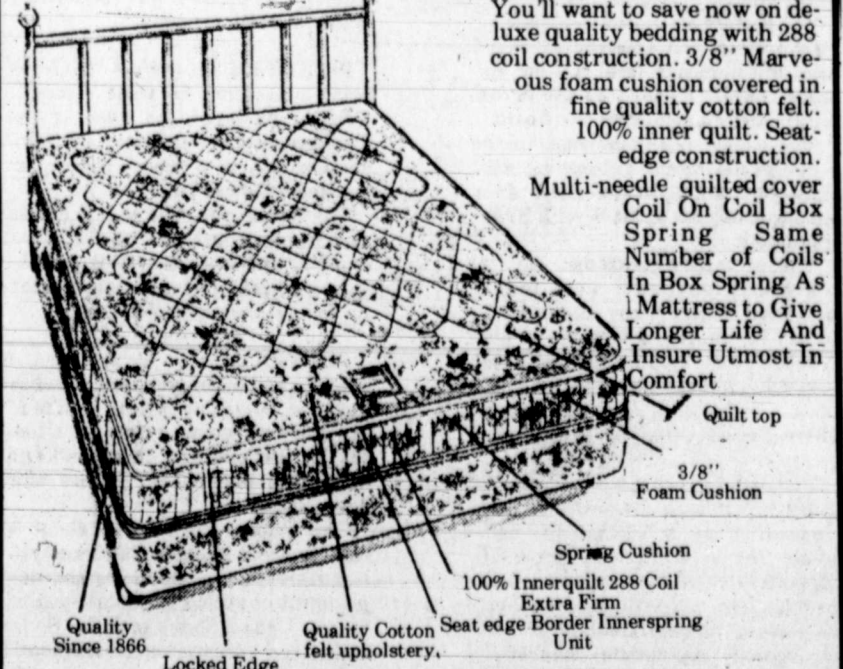 You'll want to save now on de-
luxe quality bedding with 288
coil construction. 3/8" Marve-
ous foam cushion covered in
fine quality cotton felt.
100% inner quilt. Seat-
edge construction.
Multi-needle quilted cover
Coil On Coil Box
Spring Same
Number of Coils
In Box Spring As
Mattress to Give
Longer Life And
Insure Utmost In
Comfort
Quilt top
3/8"
Foam Cushion
Spring Cushion
100% Innerquilt 288 Coil
Extra Firm
Seat edge Border Innerspring
Unit
Quality Cotton
felt upholstery.
Quality
Since 1866
Locked Edge